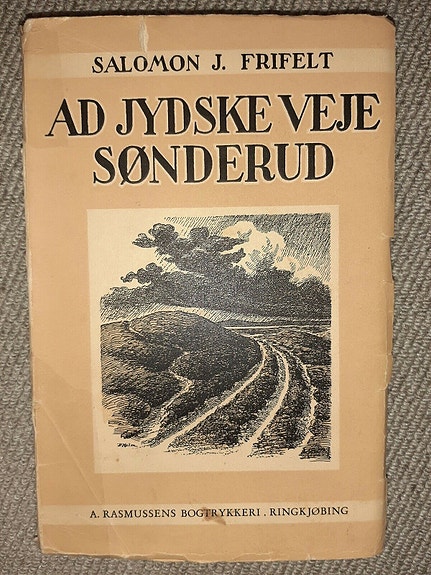 SALOMON J. FRIFELT
AD JYDSKE VEJE
SØNDERUD
A. RASMUSSENS BOGTRYKKERI . RINGKJØBING